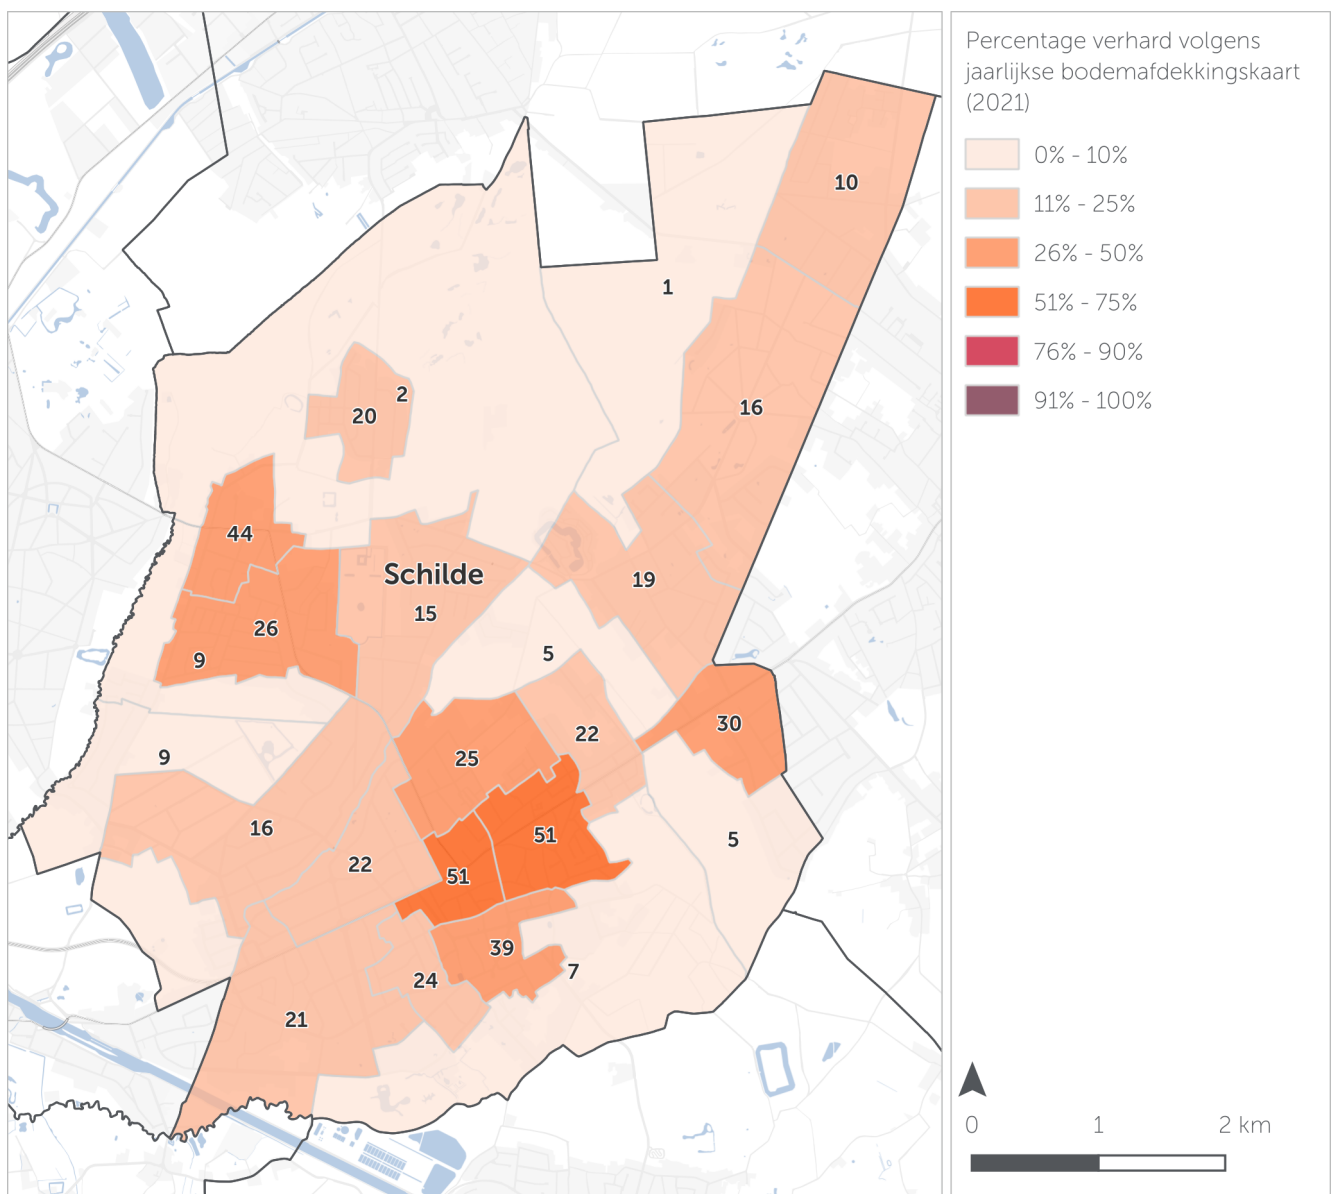 Percentage verhard volgens
jaarlijkse bodemafdekkingskaart
(2021)
0% - 10%
11% - 25%
26% - 50%
51% - 75%
76% - 90%
91% - 100%
10
1
16
2
20
44
Schilde
19
15
26
5
9
30
22
9
25
16
51
5
22
51
39
7
24
21
0 1 2 km